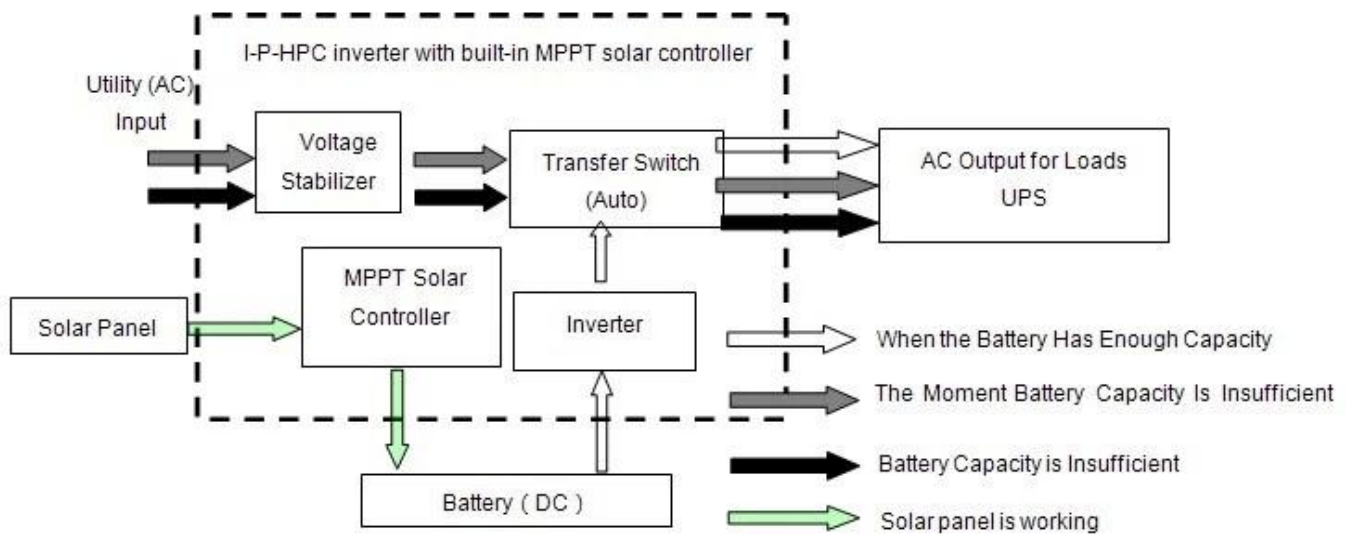 I-P-HPC inverter with built-in MPPT solar controller
Utility (AC)
Input
Voltage
Stabilizer
Transfer Switch
(Auto)
AC Output for Loads
UPS
MPPT Solar
Controller
Solar Panel
Inverter
When the Battery Has Enough Capacity
The Moment Battery Capacity Is Insufficient
Battery Capacity is Insufficient
Battery ( DC )
Solar panel is working